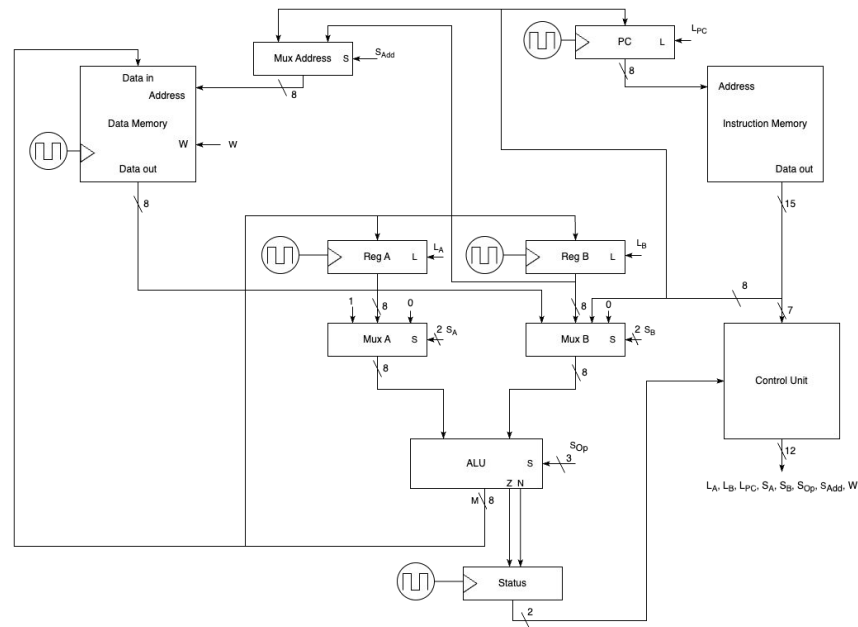 PC
L
L_PC
Mux Address
S
S_Add
8
8
Data in
Address
Data Memory
W
W
Data out
Address
Instruction Memory
Data out
8
15
L_A
L_B
Reg A
L
Reg B
L
8
7
1
8
0
8
0
Mux A
S
2
S_A
Mux B
S
2
S_B
Control Unit
8
8
12
S_Op
ALU
S
3
Z N
M
8
L_A, L_B, L_PC, S_A, S_B, S_Op, S_Add, W
Status
2